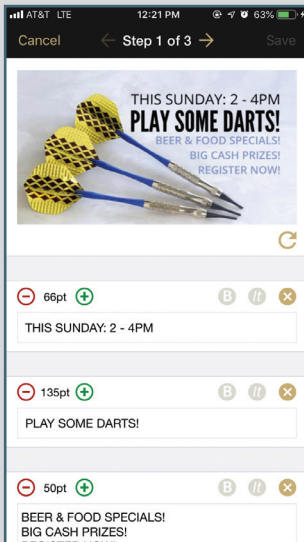 AT&T LTE 12:21 PM 63%
Cancel Step 1 of 3 Save
THIS SUNDAY: 2 - 4PM
PLAY SOME DARTS!
BEER & FOOD SPECIALS!
BIG CASH PRIZES!
REGISTER NOW!
66pt B It
THIS SUNDAY: 2 - 4PM
135pt B It
PLAY SOME DARTS!
50pt B It
BEER & FOOD SPECIALS!
BIG CASH PRIZES!